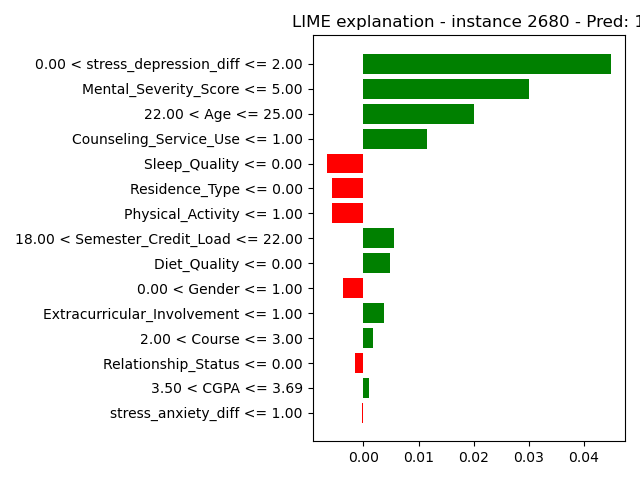 LIME explanation - instance 2680 - Pred: 1
0.00 < stress_depression_diff <= 2.00
Mental_Severity_Score <= 5.00
22.00 < Age <= 25.00
Counseling_Service_Use <= 1.00
Sleep_Quality <= 0.00
Residence_Type <= 0.00
Physical_Activity <= 1.00
18.00 < Semester_Credit_Load <= 22.00
Diet_Quality <= 0.00
0.00 < Gender <= 1.00
Extracurricular_Involvement <= 1.00
2.00 < Course <= 3.00
Relationship_Status <= 0.00
3.50 < CGPA <= 3.69
stress_anxiety_diff <= 1.00
0.00 0.01 0.02 0.03 0.04